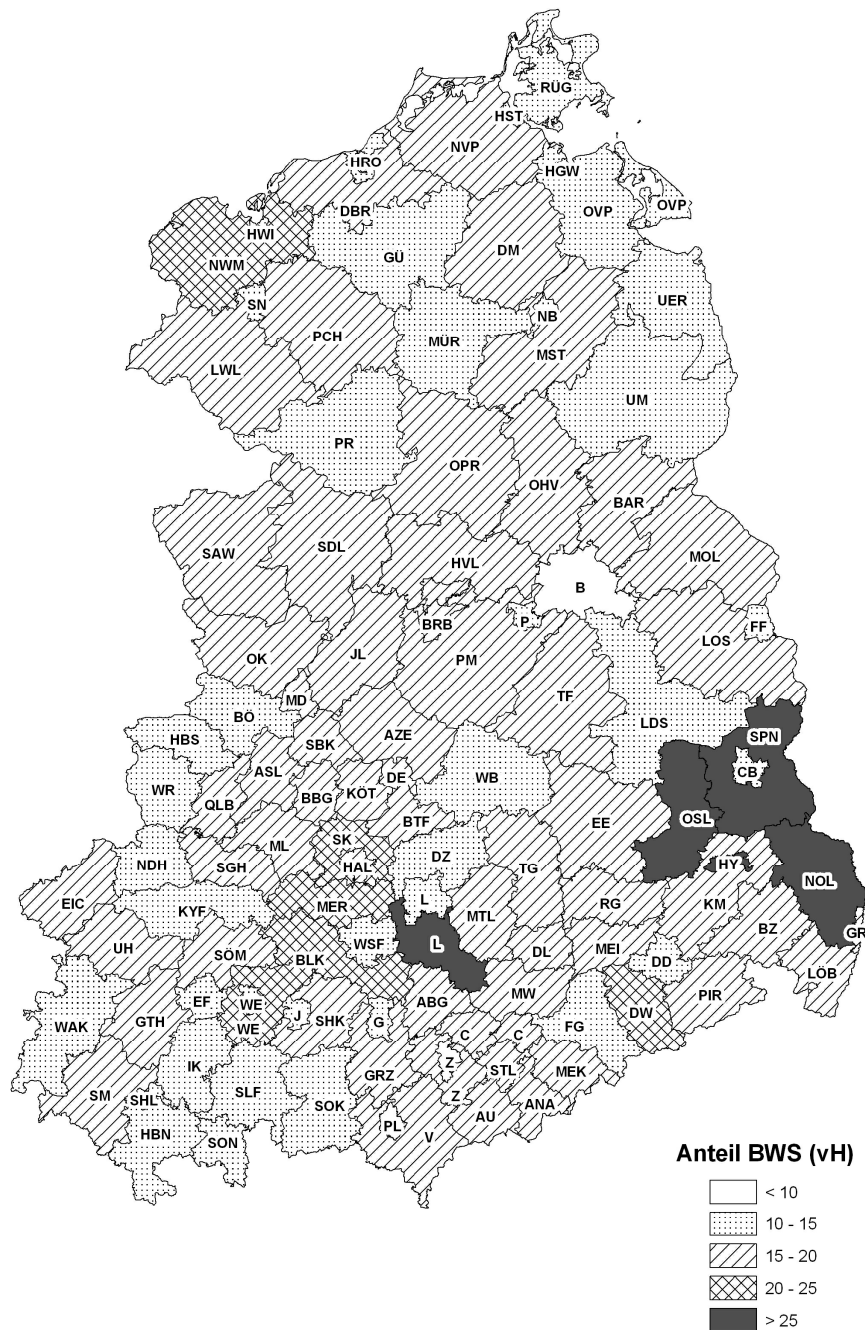 RÜG
HST
NVP
HRO
HGW
OVP
OVP
DBR
HWI
DM
GÜ
NWM
SN
UER
NB
PCH
MÜR
MST
LWL
UM
PR
OPR
OHV
BAR
SAW
SDL
HVL
MOL
B
BRB
P
FF
LOS
OK
JL
PM
TF
MD
BÖ
LDS
HBS
SBK
AZE
SPN
WR
ASL
DE
WB
CB
QLB
BBG
KÖT
BTF
OSL
EE
SK
ML
DZ
NDH
SGH
HAL
TG
HY
NOL
EIC
KYF
MER
L
MTL
RG
KM
GR
UH
SÖM
BLK
WSF
L
DL
MEI
BZ
DD
LÖB
WAK
GTH
EF
WE
WE
J
SHK
G
ABG
MW
FG
DW
PIR
C
C
IK
Z
STL
MEK
SM
SHL
SLF
SOK
GRZ
Z
AU
ANA
HBN
SON
PL
V
Anteil BWS (vH)
< 10
10 - 15
15 - 20
20 - 25
> 25